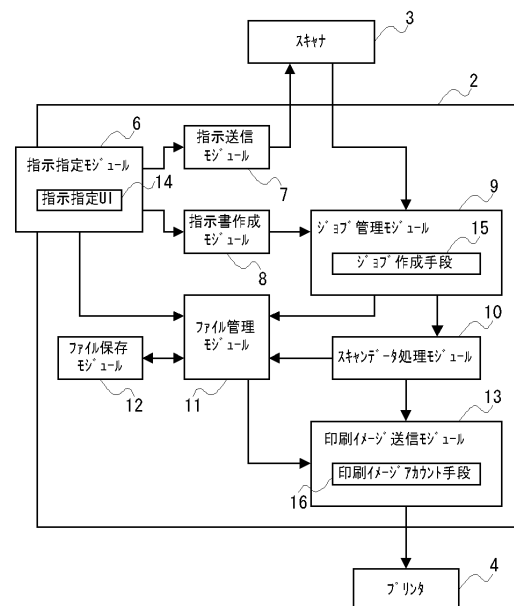 3
ｽｷｬﾅ
2
6
指示送信
ﾓｼﾞｭｰﾙ
7
指示指定ﾓｼﾞｭｰﾙ
指示指定UI
14
9
指示書作成
ﾓｼﾞｭｰﾙ
8
ｼﾞｮﾌﾞ管理ﾓｼﾞｭｰﾙ
15
ｼﾞｮﾌﾞ作成手段
10
ﾌｧｲﾙ保存
ﾓｼﾞｭｰﾙ
12
ﾌｧｲﾙ管理
ﾓｼﾞｭｰﾙ
11
ｽｷｬﾝﾃﾞｰﾀ処理ﾓｼﾞｭｰﾙ
13
印刷ｲﾒｰｼﾞ送信ﾓｼﾞｭｰﾙ
印刷ｲﾒｰｼﾞｱｶｳﾝﾄ手段
16
4
ﾌﾟﾘﾝﾀ